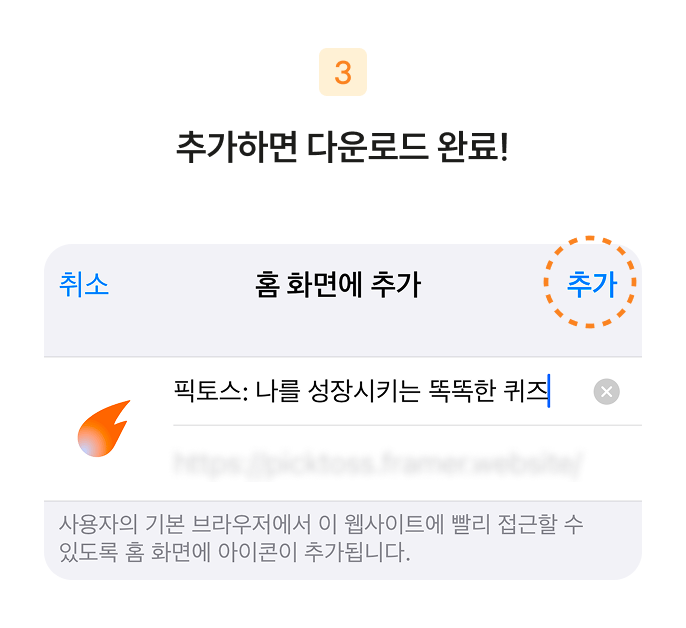 3
추가하면 다운로드 완료!
취소
홈 화면에 추가
추가
픽토스: 나를 성장시키는 똑똑한 퀴즈
https://picktoss.framer.website/
사용자의 기본 브라우저에서 이 웹사이트에 빨리 접근할 수
있도록 홈 화면에 아이콘이 추가됩니다.